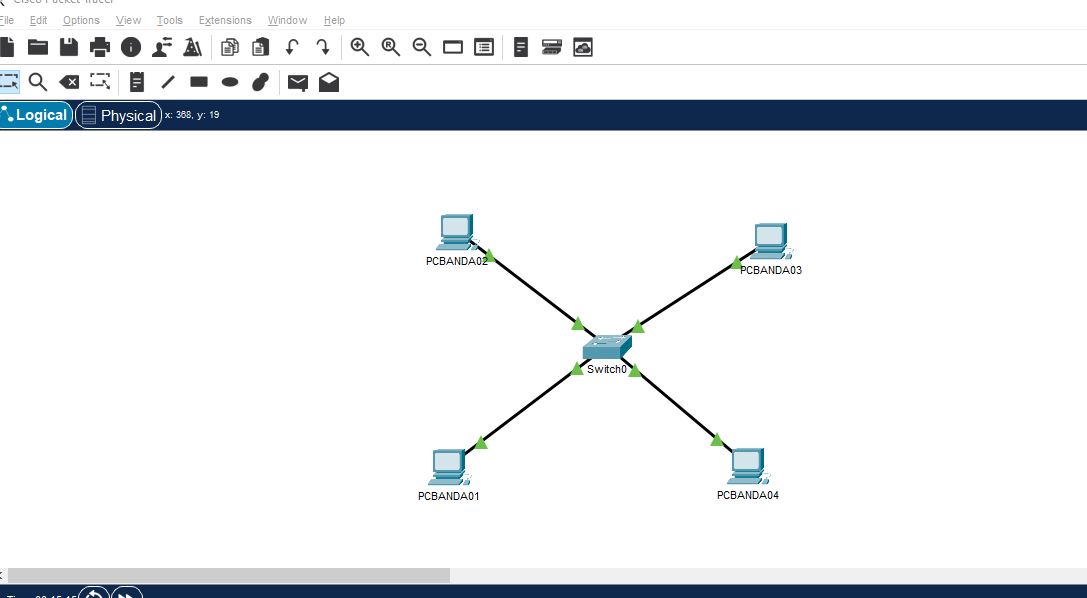 Cisco Packet Tracer
File Edit Options View Tools Extensions Window Help
Logical Physical x: 368, y: 19
PCBANDA02
PCBANDA03
Switch0
PCBANDA01
PCBANDA04